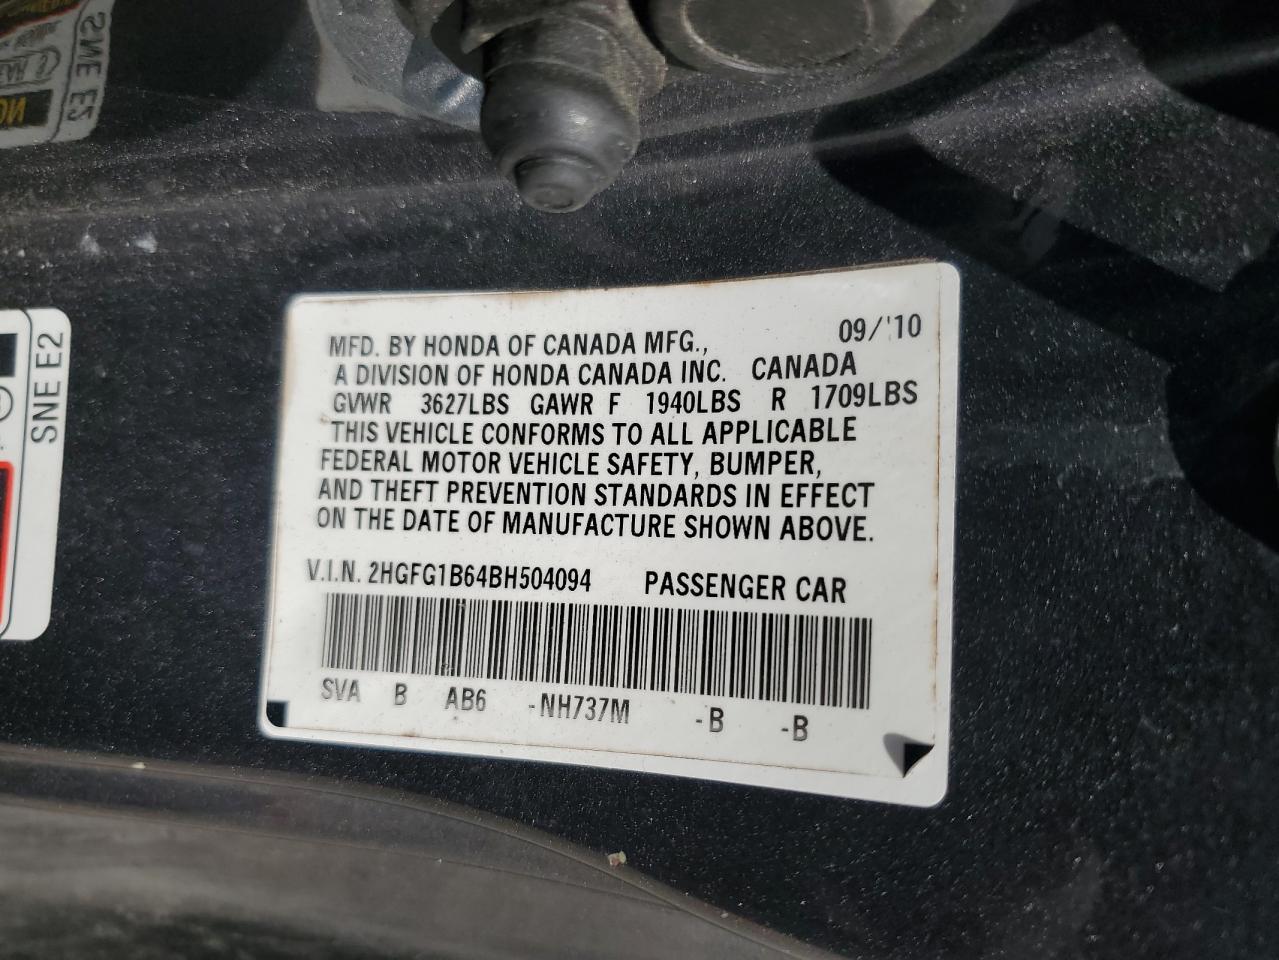 SNE E2
SNE E2
MFD. BY HONDA OF CANADA MFG., 09/'10
A DIVISION OF HONDA CANADA INC. CANADA
GVWR 3627LBS GAWR F 1940LBS R 1709LBS
THIS VEHICLE CONFORMS TO ALL APPLICABLE
FEDERAL MOTOR VEHICLE SAFETY, BUMPER,
AND THEFT PREVENTION STANDARDS IN EFFECT
ON THE DATE OF MANUFACTURE SHOWN ABOVE.
V.I.N. 2HGFG1B64BH504094 PASSENGER CAR
SVA B AB6 -NH737M -B -B